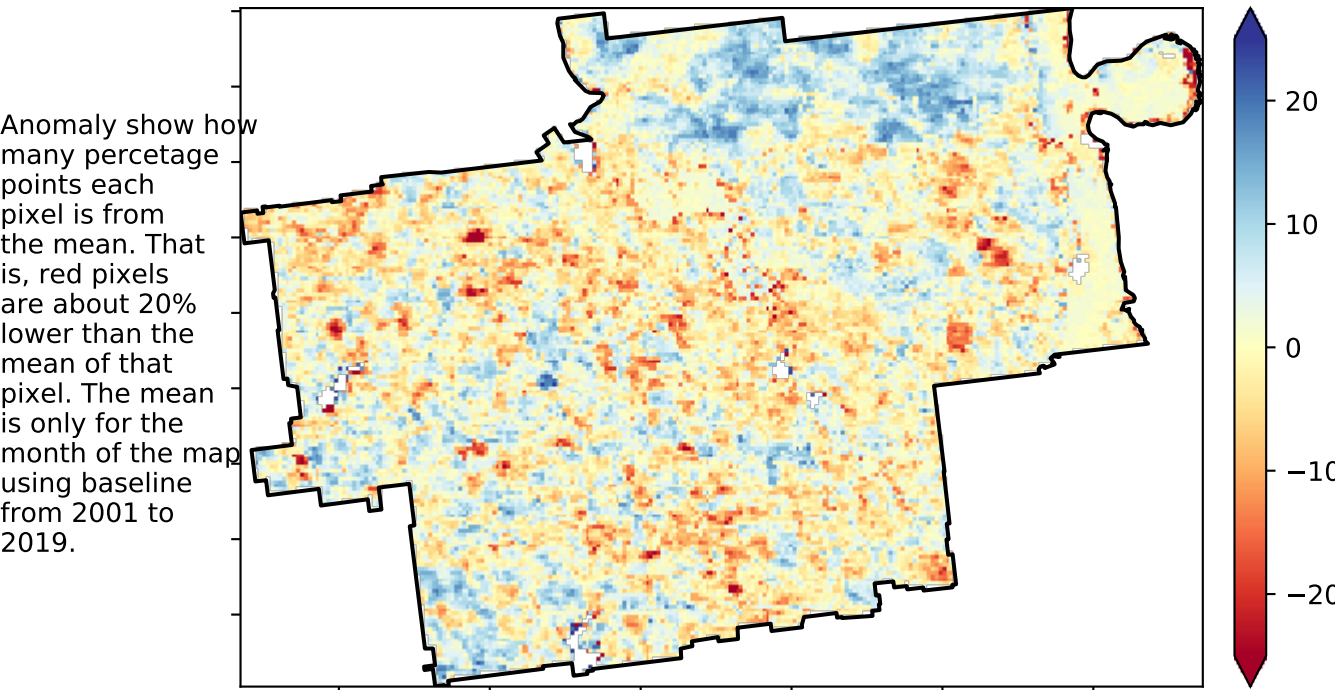 Anomaly show how
many percetage
points each
pixel is from
the mean. That
is, red pixels
are about 20%
lower than the
mean of that
pixel. The mean
is only for the
month of the map
using baseline
from 2001 to
2019.
20
10
0
−10
−20